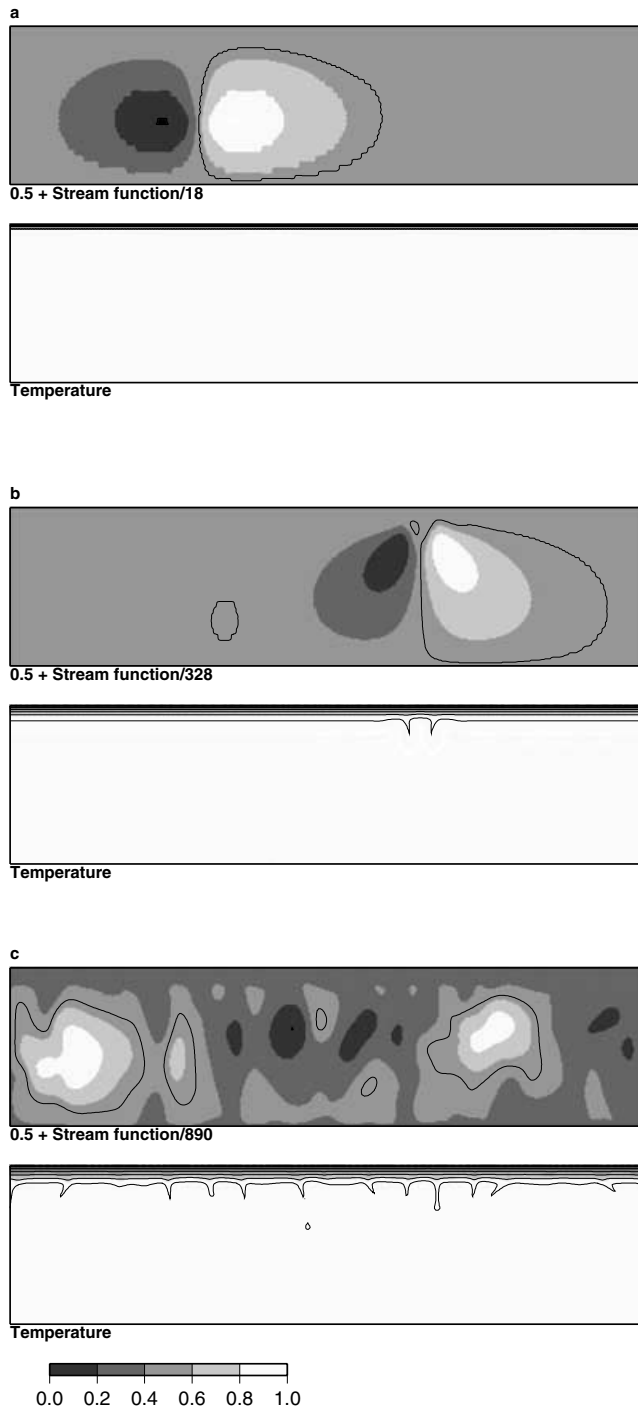 a
0.5 + Stream function/18
Temperature
b
0.5 + Stream function/328
Temperature
c
0.5 + Stream function/890
Temperature
0.0 0.2 0.4 0.6 0.8 1.0